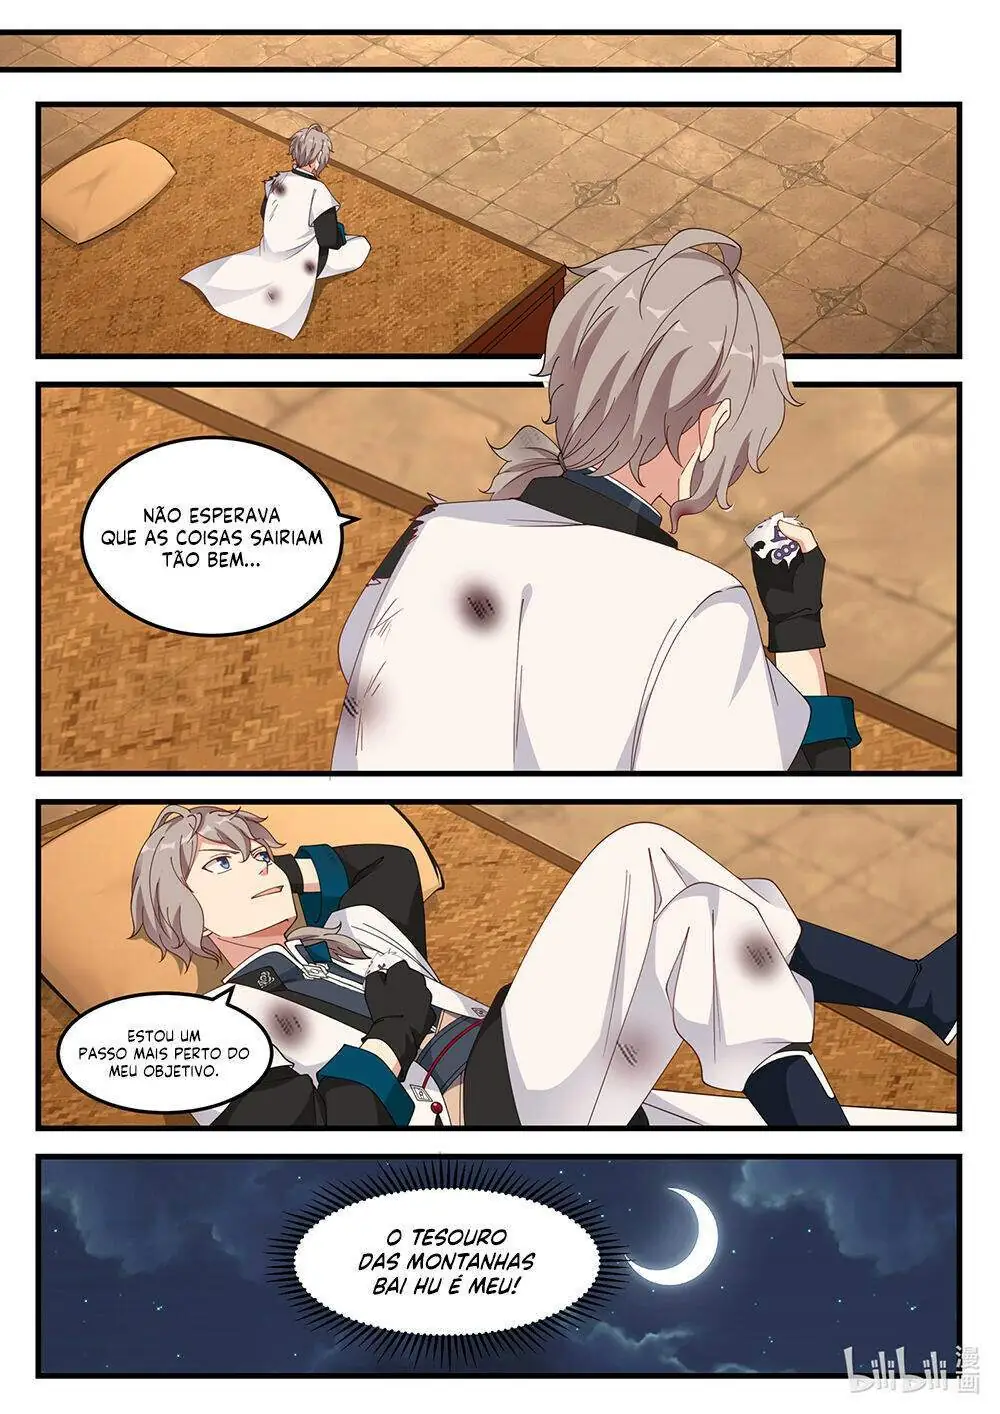 NÃO ESPERAVA
QUE AS COISAS SAIRIAM
TÃO BEM...
ESTOU UM
PASSO MAIS PERTO DO
MEU OBJETIVO.
O TESOURO
DAS MONTANHAS
BAI HU É MEU!
bilibili
漫画